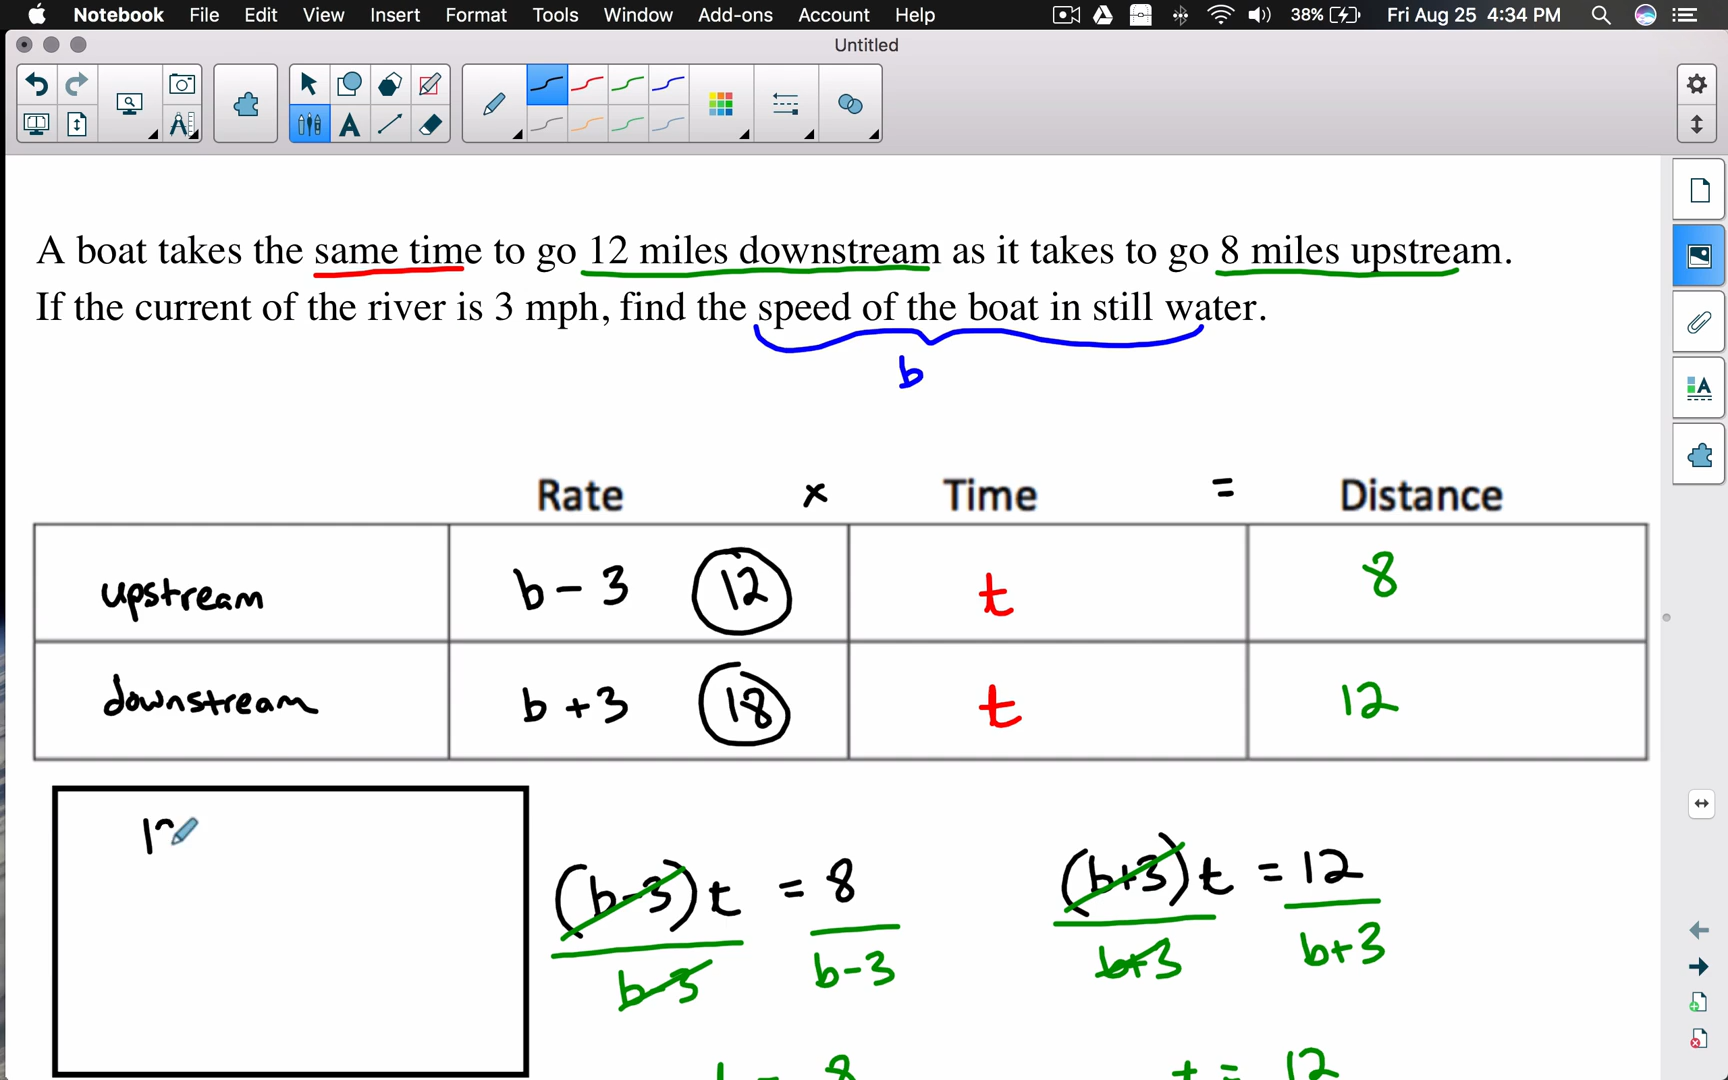 Notebook File Edit View Insert Format Tools Window Add-ons Account Help 38% Fri Aug 25 4:34 PM
Untitled
A boat takes the same time to go 12 miles downstream as it takes to go 8 miles upstream.
If the current of the river is 3 mph, find the speed of the boat in still water.
b
Rate × Time = Distance
upstream b - 3 12 t 8
downstream b + 3 18 t 12
(b-3)t = 8 (b+3)t = 12
b-3 b-3 b+3 b+3
= 8 t = 12